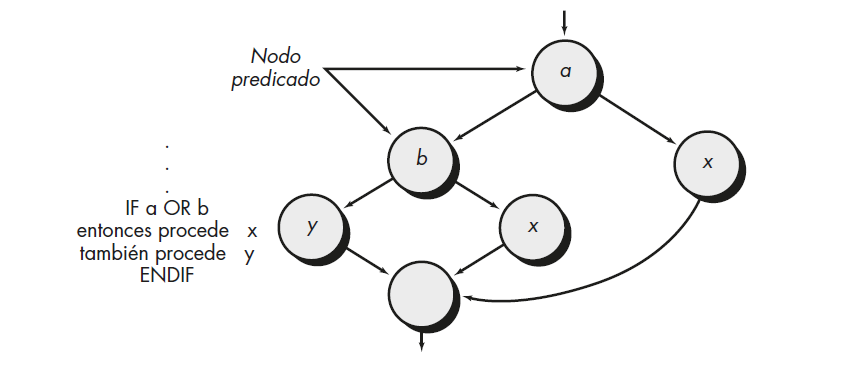 Nodo
predicado
a
b
x
.
.
.
IF a OR b
entonces procede x
también procede y
ENDIF
y
x